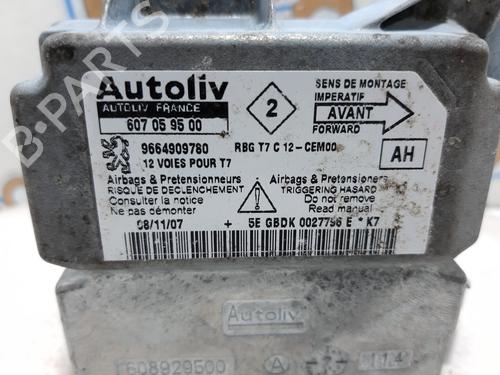 Autoliv
AUTOLIV FRANCE
607 05 95 00
2
SENS DE MONTAGE
IMPERATIF
AVANT
FORWARD
9664909780
RBG T7 C 12-CEM00
12 VOIES POUR T7
AH
Airbags & Pretensionneurs
RISQUE DE DECLENCHEMENT
Consulter la notice
Ne pas démonter
Airbags & Pretensioners
TRIGGERING HASARD
Do not remove
Read manual
08/11/07 + 5E GBDK 0027796 E * K7
Autoliv
608929500
A
114